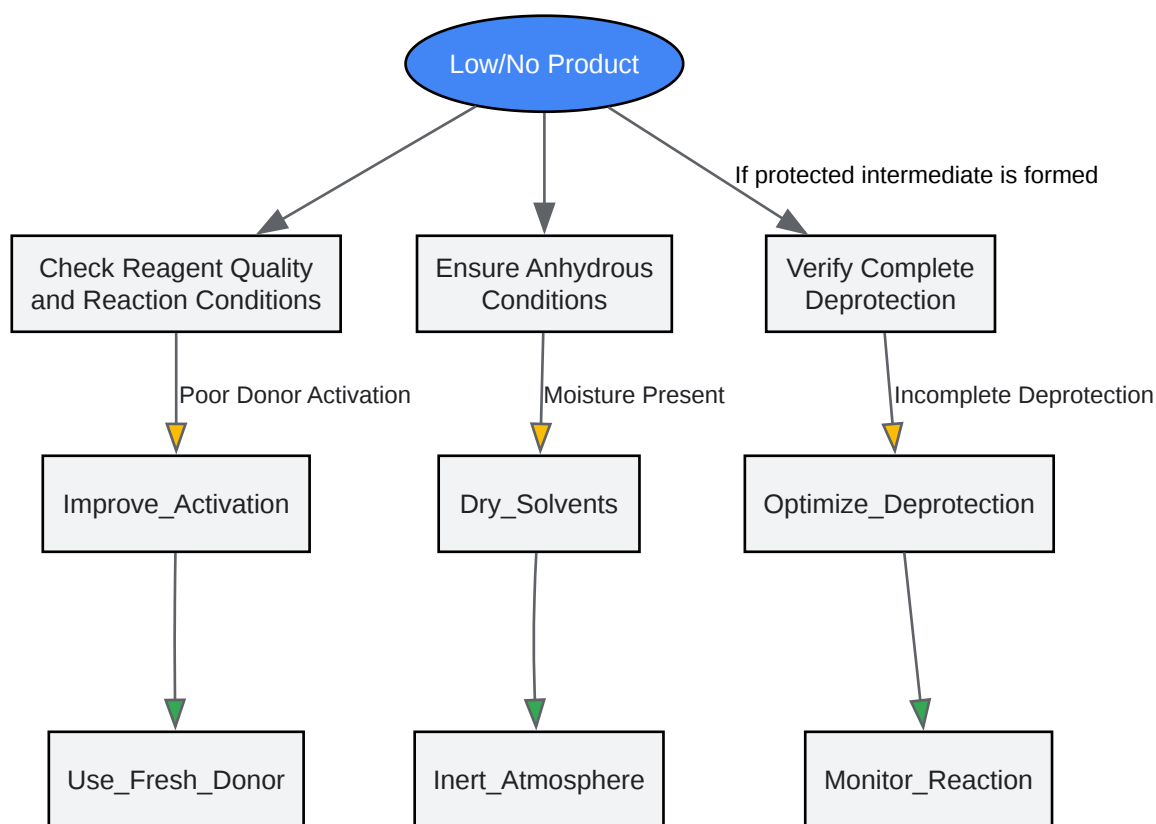 Low/No Product
If protected intermediate is formed
Check Reagent Quality
and Reaction Conditions
Ensure Anhydrous
Conditions
Verify Complete
Deprotection
Poor Donor Activation
Moisture Present
Incomplete Deprotection
Improve_Activation
Dry_Solvents
Optimize_Deprotection
Use_Fresh_Donor
Inert_Atmosphere
Monitor_Reaction